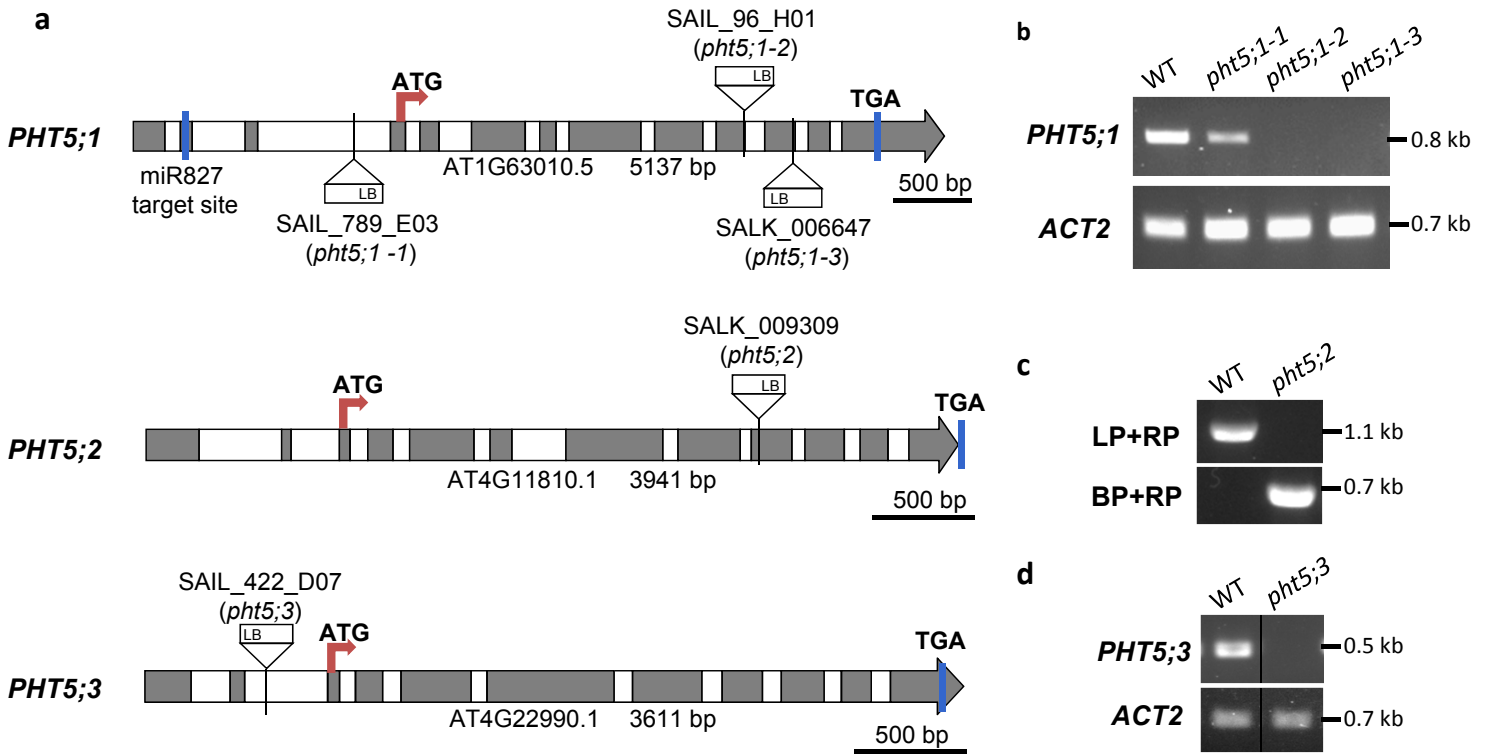 a
SAIL_96_H01
(pht5;1-2)
LB
ATG
TGA
PHT5;1
miR827
target site
AT1G63010.5 5137 bp
500 bp
LB
SAIL_789_E03
(pht5;1 -1)
LB
SALK_006647
(pht5;1-3)
b
WT
pht5;1-1
pht5;1-2
pht5;1-3
PHT5;1
0.8 kb
ACT2
0.7 kb
SALK_009309
(pht5;2)
LB
ATG
TGA
PHT5;2
AT4G11810.1 3941 bp
500 bp
c
WT
pht5;2
LP+RP
1.1 kb
BP+RP
0.7 kb
SAIL_422_D07
(pht5;3)
LB
ATG
TGA
PHT5;3
AT4G22990.1 3611 bp
500 bp
d
WT
pht5;3
PHT5;3
0.5 kb
ACT2
0.7 kb